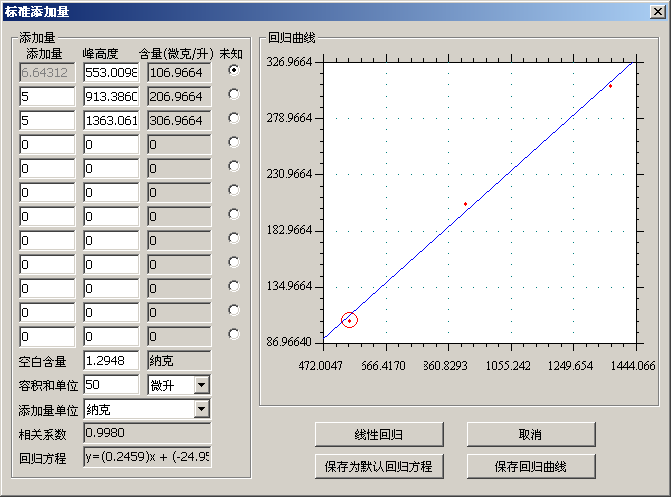 标准添加量
添加量
添加量 峰高度 含量(微克/升) 未知
6.64312 553.0098 106.9664
5 913.3860 206.9664
5 1363.061 306.9664
0 0 0
0 0 0
0 0 0
0 0 0
0 0 0
0 0 0
0 0 0
0 0 0
0 0 0
空白含量 1.2948 纳克
容积和单位 50 微升
添加量单位 纳克
相关系数 0.9980
回归方程 y=(0.2459)x + (-24.95
回归曲线
326.9664
278.9664
230.9664
182.9664
134.9664
86.96640
472.0047 666.4170 860.8293 1055.242 1249.654 1444.066
线性回归 取消
保存为默认回归方程 保存回归曲线